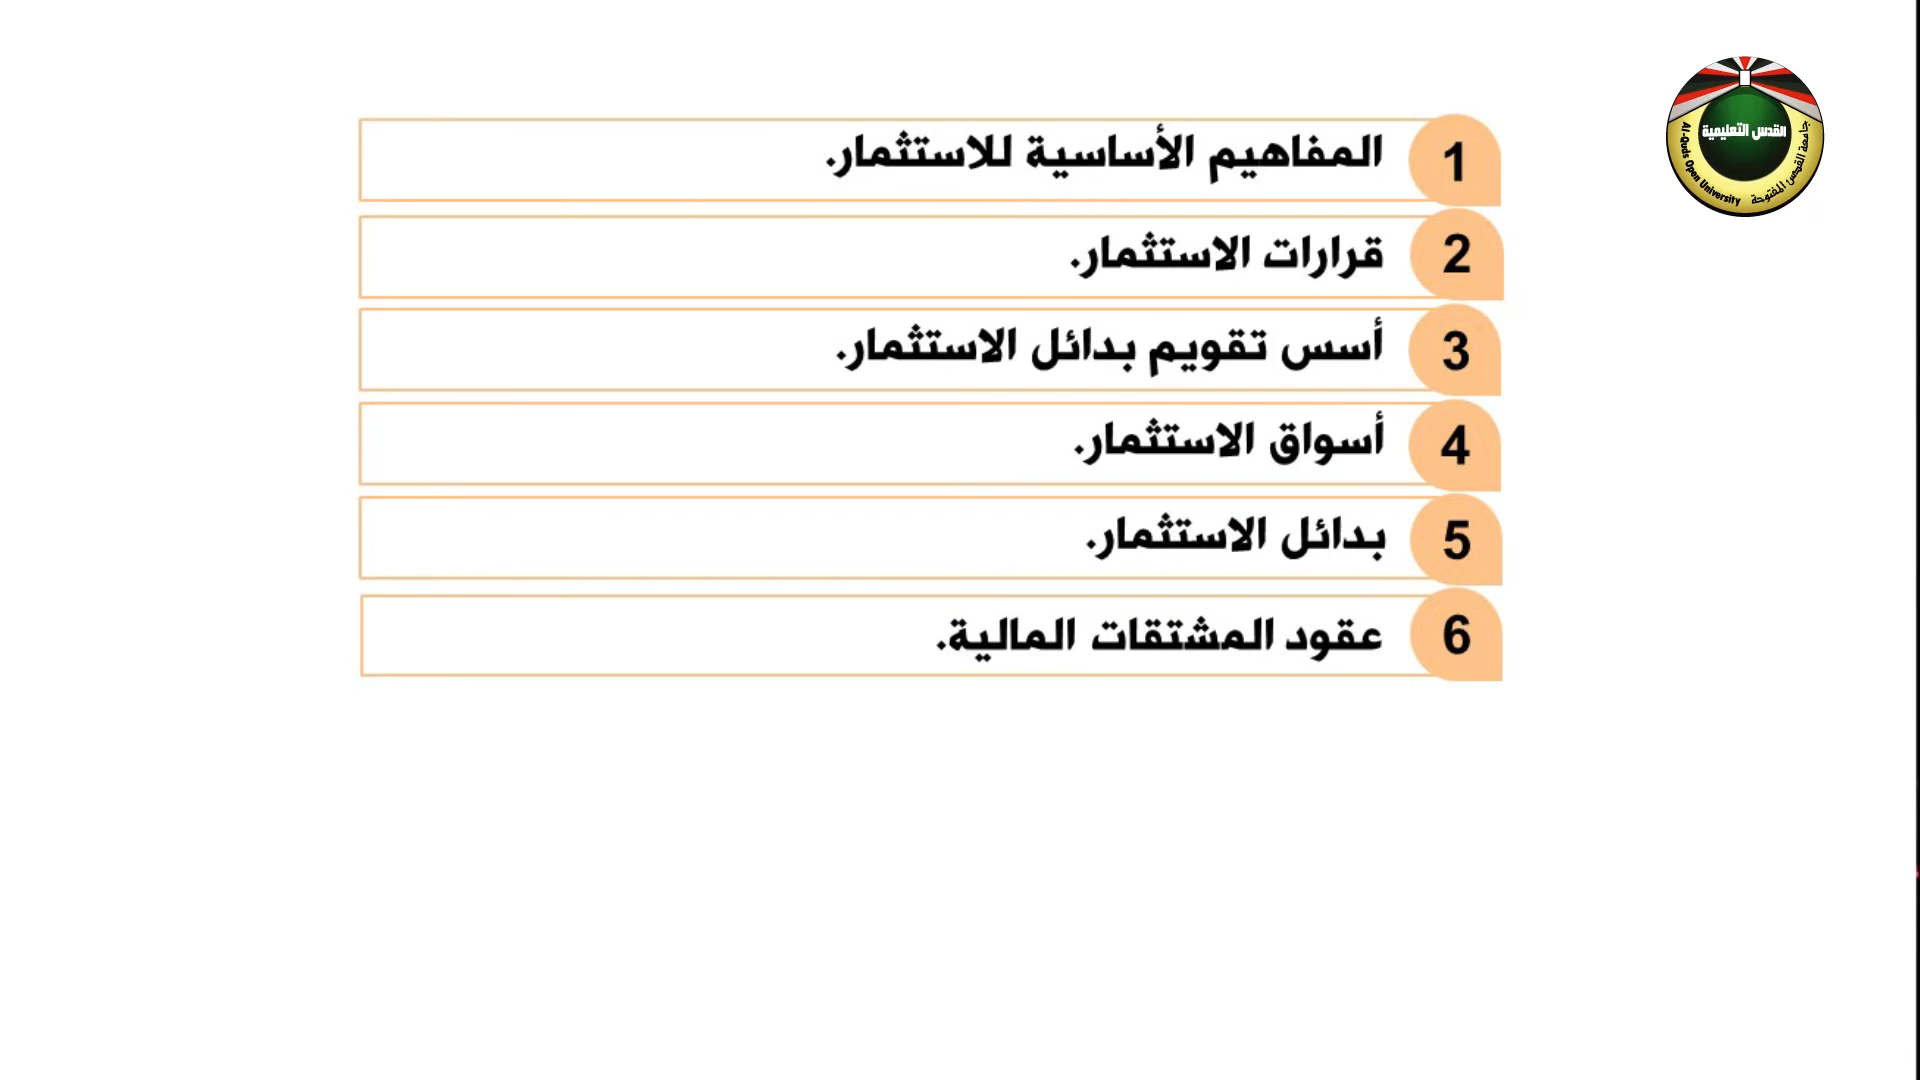 1 المفاهيم الأساسية للاستثمار.
2 قرارات الاستثمار.
3 أسس تقويم بدائل الاستثمار.
4 أسواق الاستثمار.
5 بدائل الاستثمار.
6 عقود المشتقات المالية.
القدس التعليمية
جامعة القدس المفتوحة
Al-Quds Open University